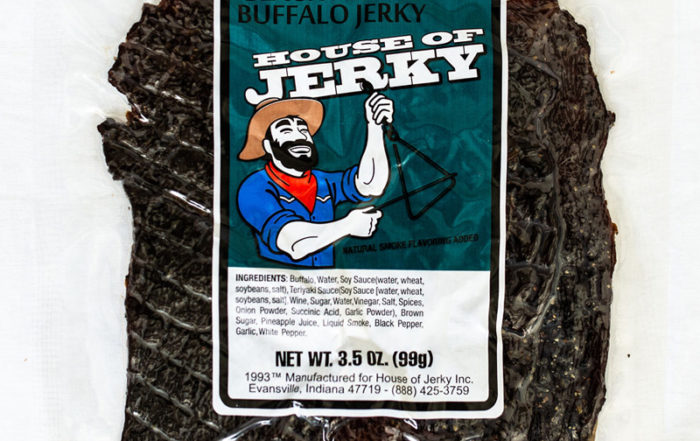 BUFFALO JERKY
HOUSE OF
JERKY
NATURAL SMOKE FLAVORING ADDED
INGREDIENTS: Buffalo, Water, Soy Sauce(water, wheat,
soybeans, salt), Teriyaki Sauce(Soy Sauce [water, wheat,
soybeans, salt] Wine, Sugar, Water, Vinegar, Salt, Spices,
Onion Powder, Succinic Acid, Garlic Powder), Brown
Sugar, Pineapple Juice, Liquid Smoke, Black Pepper,
Garlic, White Pepper.
NET WT. 3.5 OZ. (99g)
1993™ Manufactured for House of Jerky Inc.
Evansville, Indiana 47719 - (888) 425-3759